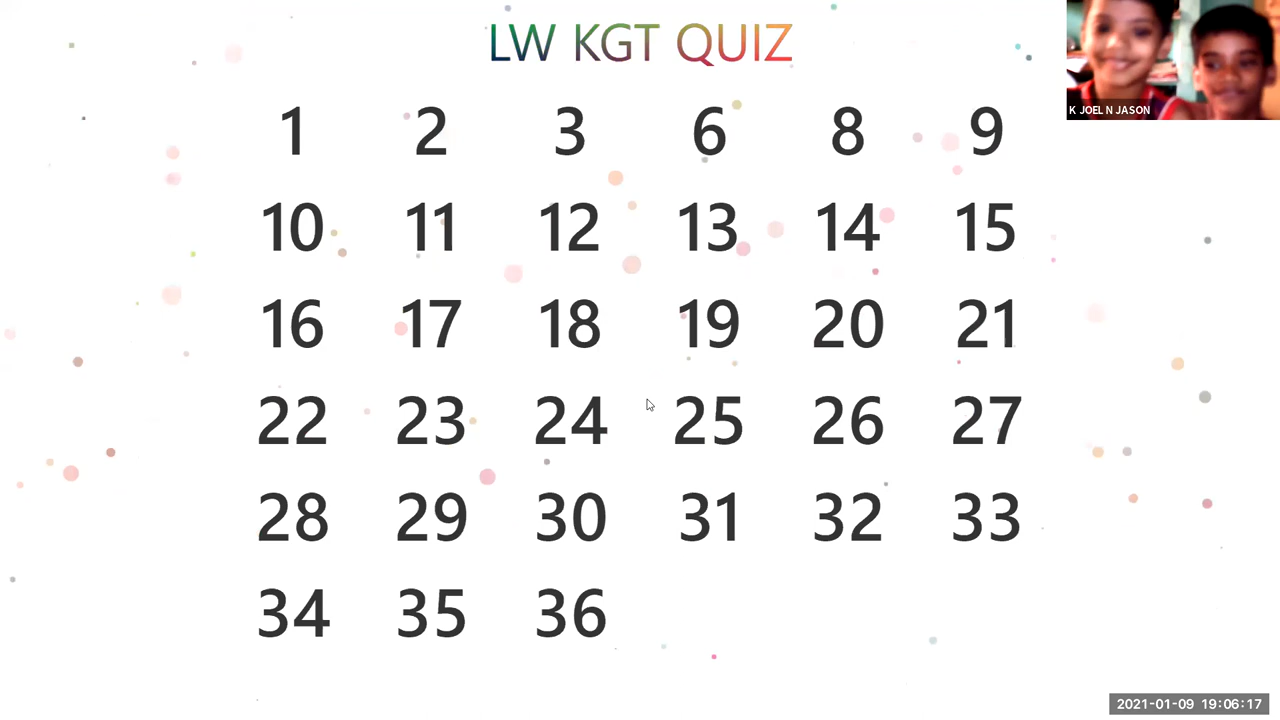 LW KGT QUIZ
K JOEL N JASON
1 2 3 6 8 9
10 11 12 13 14 15
16 17 18 19 20 21
22 23 24 25 26 27
28 29 30 31 32 33
34 35 36
2021-01-09 19:06:17